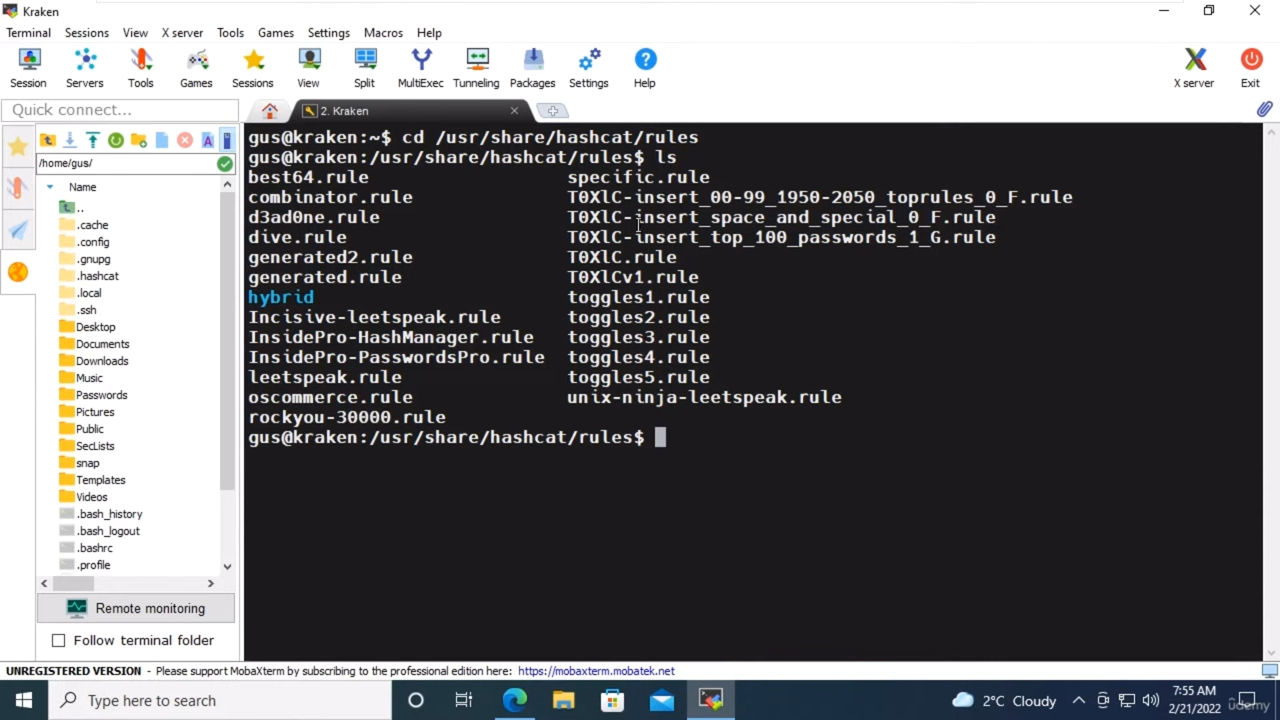 Kraken
Terminal Sessions View X server Tools Games Settings Macros Help
Session Servers Tools Games Sessions View Split MultiExec Tunneling Packages Settings Help X server Exit
Quick connect...
2. Kraken
/home/gus/
Name
..
.cache
.config
.gnupg
.hashcat
.local
.ssh
Desktop
Documents
Downloads
Music
Passwords
Pictures
Public
SecLists
snap
Templates
Videos
.bash_history
.bash_logout
.bashrc
.profile
Remote monitoring
Follow terminal folder
gus@kraken:~$ cd /usr/share/hashcat/rules
gus@kraken:/usr/share/hashcat/rules$ ls
best64.rule specific.rule
combinator.rule T0XlC-insert_00-99_1950-2050_toprules_0_F.rule
d3ad0ne.rule T0XlC-insert_space_and_special_0_F.rule
dive.rule T0XlC-insert_top_100_passwords_1_G.rule
generated2.rule T0XlC.rule
generated.rule T0XlCv1.rule
hybrid toggles1.rule
Incisive-leetspeak.rule toggles2.rule
InsidePro-HashManager.rule toggles3.rule
InsidePro-PasswordsPro.rule toggles4.rule
leetspeak.rule toggles5.rule
oscommerce.rule unix-ninja-leetspeak.rule
rockyou-30000.rule
gus@kraken:/usr/share/hashcat/rules$
UNREGISTERED VERSION - Please support MobaXterm by subscribing to the professional edition here: https://mobaxterm.mobatek.net
Type here to search
2°C Cloudy
7:55 AM
2/21/2022
udemy